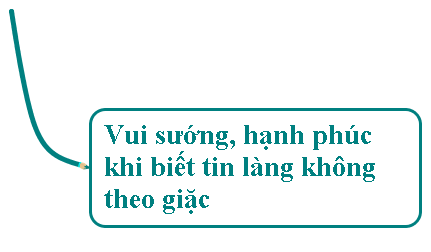 Vui sướng, hạnh phúc
khi biết tin làng không
theo giặc